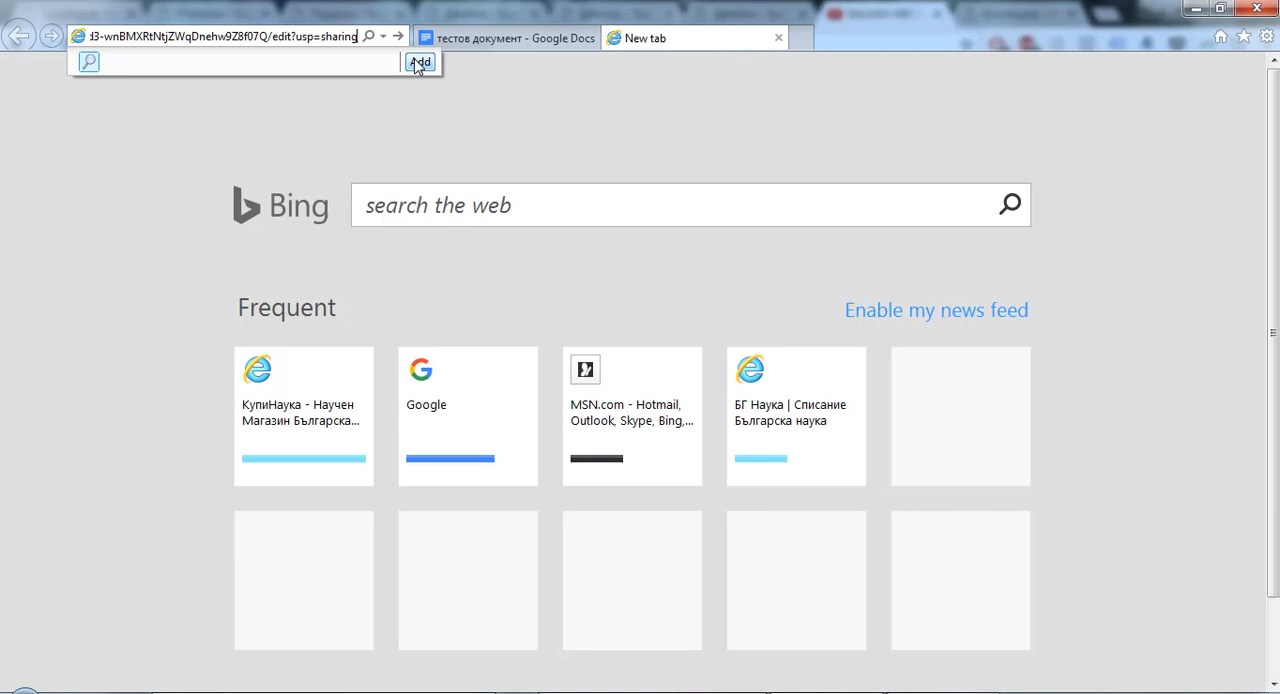 d3-wnBMXRtNtjZWqDnehw9Z8f07Q/edit?usp=sharing
тестов документ - Google Docs
New tab
Add
Bing
search the web
Frequent
Enable my news feed
КупиНаука - Научен
Магазин Българска...
Google
MSN.com - Hotmail,
Outlook, Skype, Bing,...
БГ Наука | Списание
Българска наука